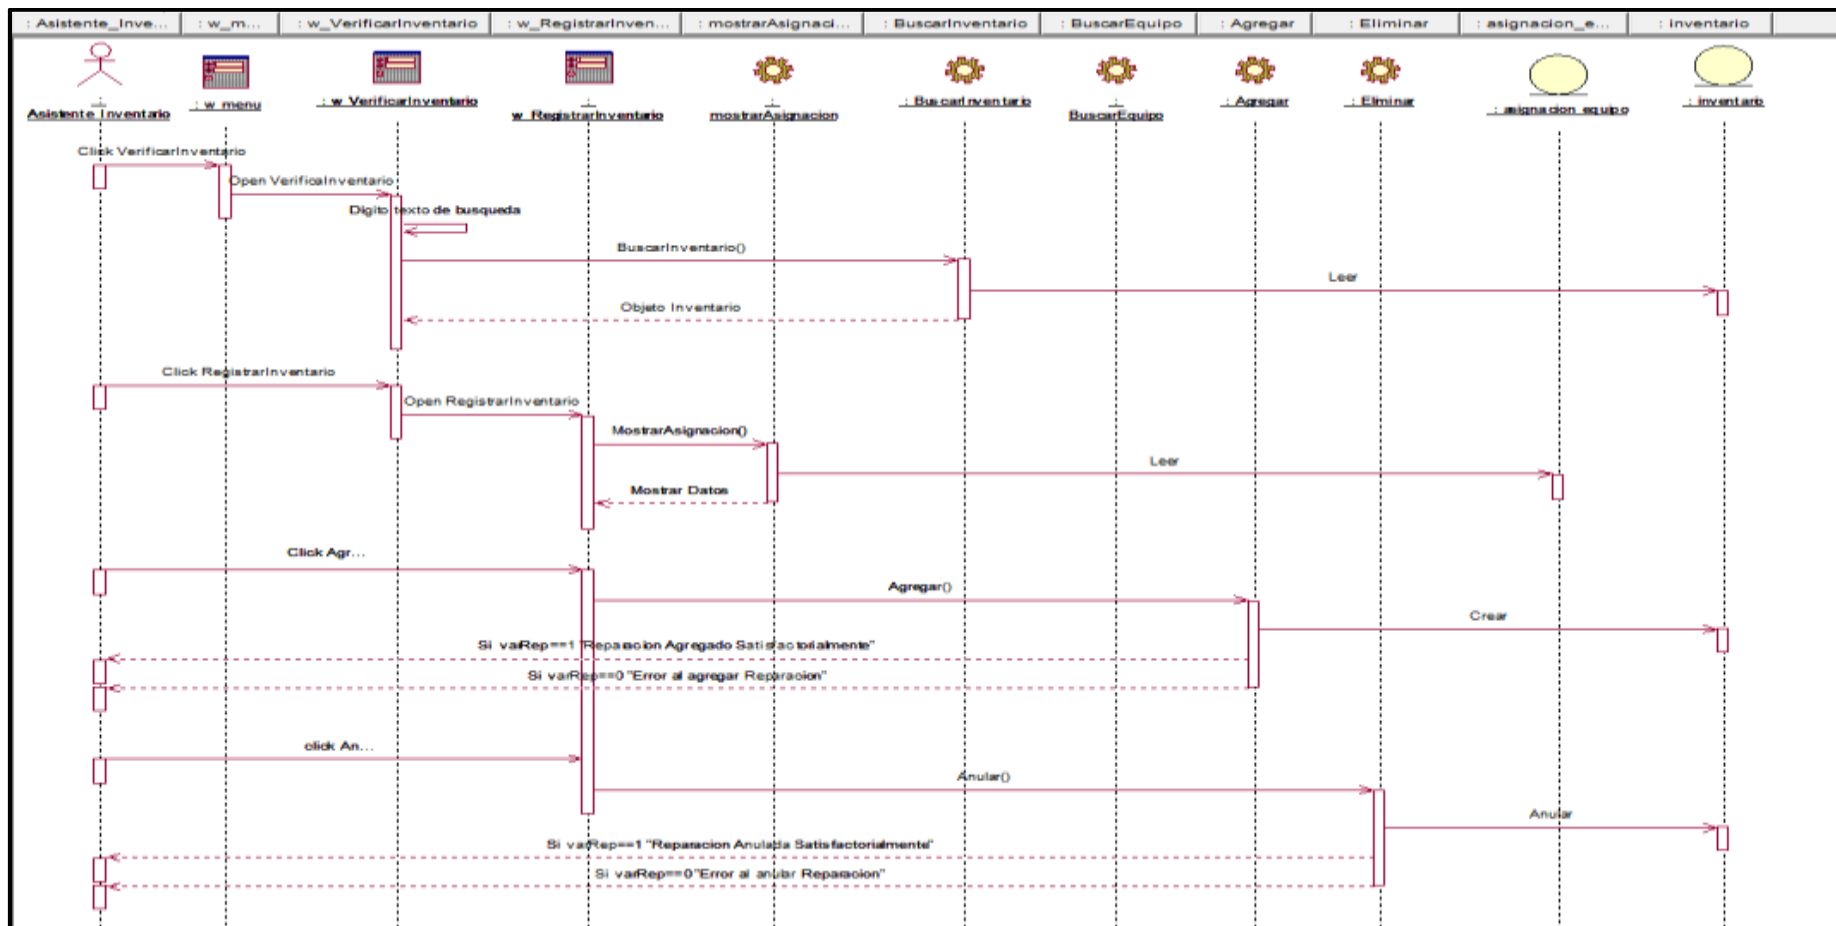 : Asistente_Inve...
: w_m...
: w_VerificarInventario
: w_RegistrarInven...
: mostrarAsignaci...
: BuscarInventario
: BuscarEquipo
: Agregar
: Eliminar
: asignacion_e...
: inventario
:
Asistente Inventario
: w menu
: w VerificarInventario
:
w RegistrarInventario
:
mostrarAsignacion
: BuscarInventario
:
BuscarEquipo
: Agregar
: Eliminar
: asignacion equipo
: inventario
Click VerificarInventario
Open VerificaInventario
Digito texto de busqueda
BuscarInventario()
Leer
Objeto Inventario
Click RegistrarInventario
Open RegistrarInventario
MostrarAsignacion()
Leer
Mostrar Datos
Click Agr...
Agregar()
Crear
Si varRep==1 "Reparacion Agregado Satisfactorialmente"
Si varRep==0 "Error al agregar Reparacion"
click An...
Anular()
Anular
Si varRep==1 "Reparacion Anulada Satisfactorialmente"
Si varRep==0 "Error al anular Reparacion"